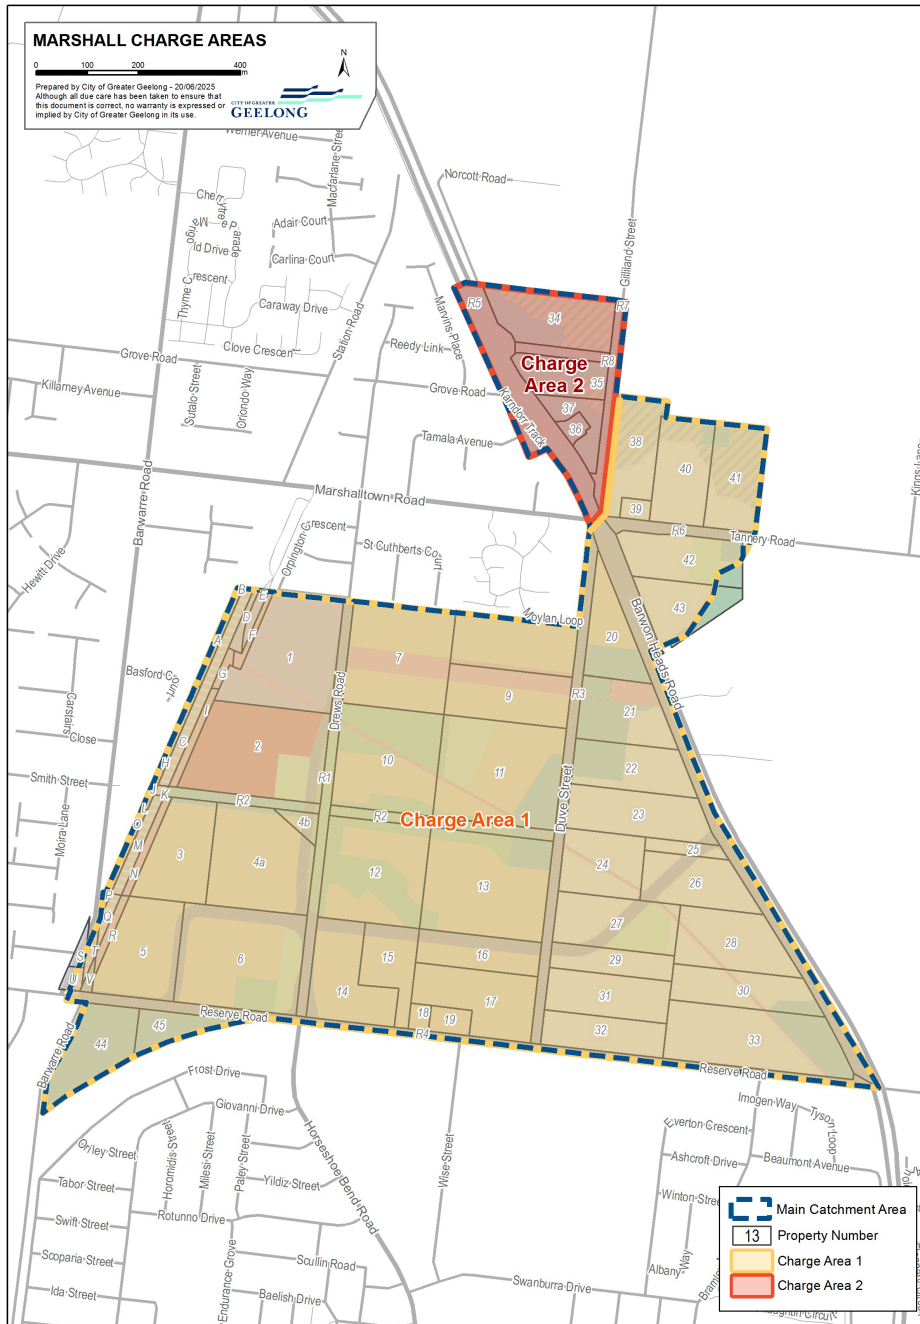 MARSHALL CHARGE AREAS
N
0 100 200 400
m
Prepared by City of Greater Geelong - 20/06/2025
Although all due care has been taken to ensure that
this document is correct, no warranty is expressed or
implied by City of Greater Geelong in its use.
CITY OF GREATER
GEELONG
Werner Avenue
Macfarlane Street
Norcott Road
Adair Court
Carlina Court
Caraway Drive
Clove Crescent
Gilliland Street
Marvins Place
Station Road
Reedy Link
Grove Road
Grove Road
Killarney Avenue
Sutalo Street
Oriondo Way
Tamala Avenue
Karndorr Track
R5
34
R7
R8
Charge
Area 2
35
37
36
38
40
41
39
R6
Tannery Road
42
43
Marshalltown Road
Barwarre Road
Hewitt Drive
Orpington
Crescent
St Cuthberts Court
Moylan Loop
Barwon Heads Road
B
E
D
F
A
G
1
7
20
Basford Court
Drews Road
9
R3
21
I
C
2
H
10
11
22
Carstairs
Close
Smith Street
J
K
R1
R2
R2
Duve Street
23
Charge Area 1
L
O
M
N
3
4a
4b
12
13
24
25
26
Moira Lane
P
Q
R
27
28
S
T
U
V
5
6
15
16
29
30
14
17
31
18
19
32
33
Reserve Road
R4
Reserve Road
44
45
Barwarre Road
Frost Drive
Giovanni Drive
Horseshoe Bend Road
Wise Street
Imogen Way
Tyson Loop
Everton Crescent
Ashcroft Drive
Beaumont Avenue
Horomidis Street
Milesi Street
Paley Street
Tabor Street
Yildiz Street
Swift Street
Rotunno Drive
Scoparia Street
Scullin Road
Ida Street
Endurance Grove
Baelish Drive
Swanburra Drive
Albany Way
Main Catchment Area
13 Property Number
Charge Area 1
Charge Area 2